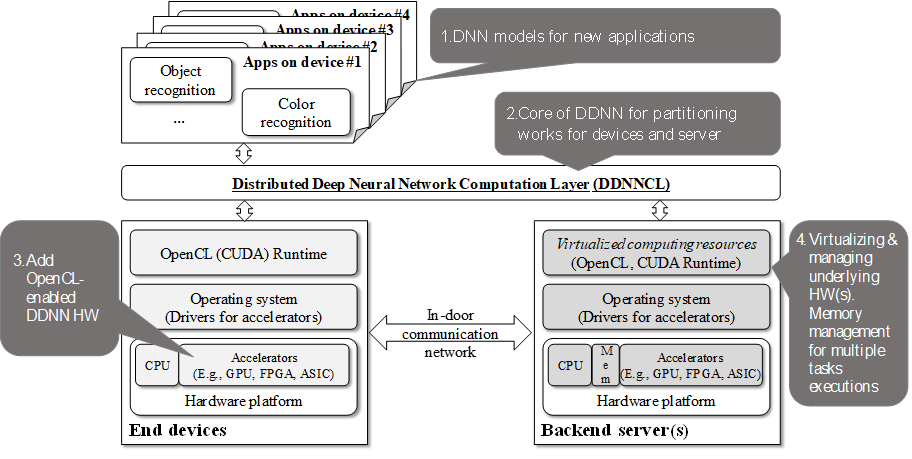 Apps on device #4
Apps on device #3
Apps on device #2
Apps on device #1
Object
recognition
...
Color
recognition
1.DNN models for new applications
2.Core of DDNN for partitioning
works for devices and server
Distributed Deep Neural Network Computation Layer (DDNNCL)
3.Add
OpenCL-
enabled
DDNN HW
OpenCL (CUDA) Runtime
Operating system
(Drivers for accelerators)
CPU
Accelerators
(E.g., GPU, FPGA, ASIC)
Hardware platform
End devices
In-door
communication
network
Virtualized computing resources
(OpenCL, CUDA Runtime)
Operating system
(Drivers for accelerators)
CPU
Mem
Accelerators
(E.g., GPU, FPGA, ASIC)
Hardware platform
Backend server(s)
4.Virtualizing &
managing
underlying
HW(s).
Memory
management
for multiple
tasks
executions